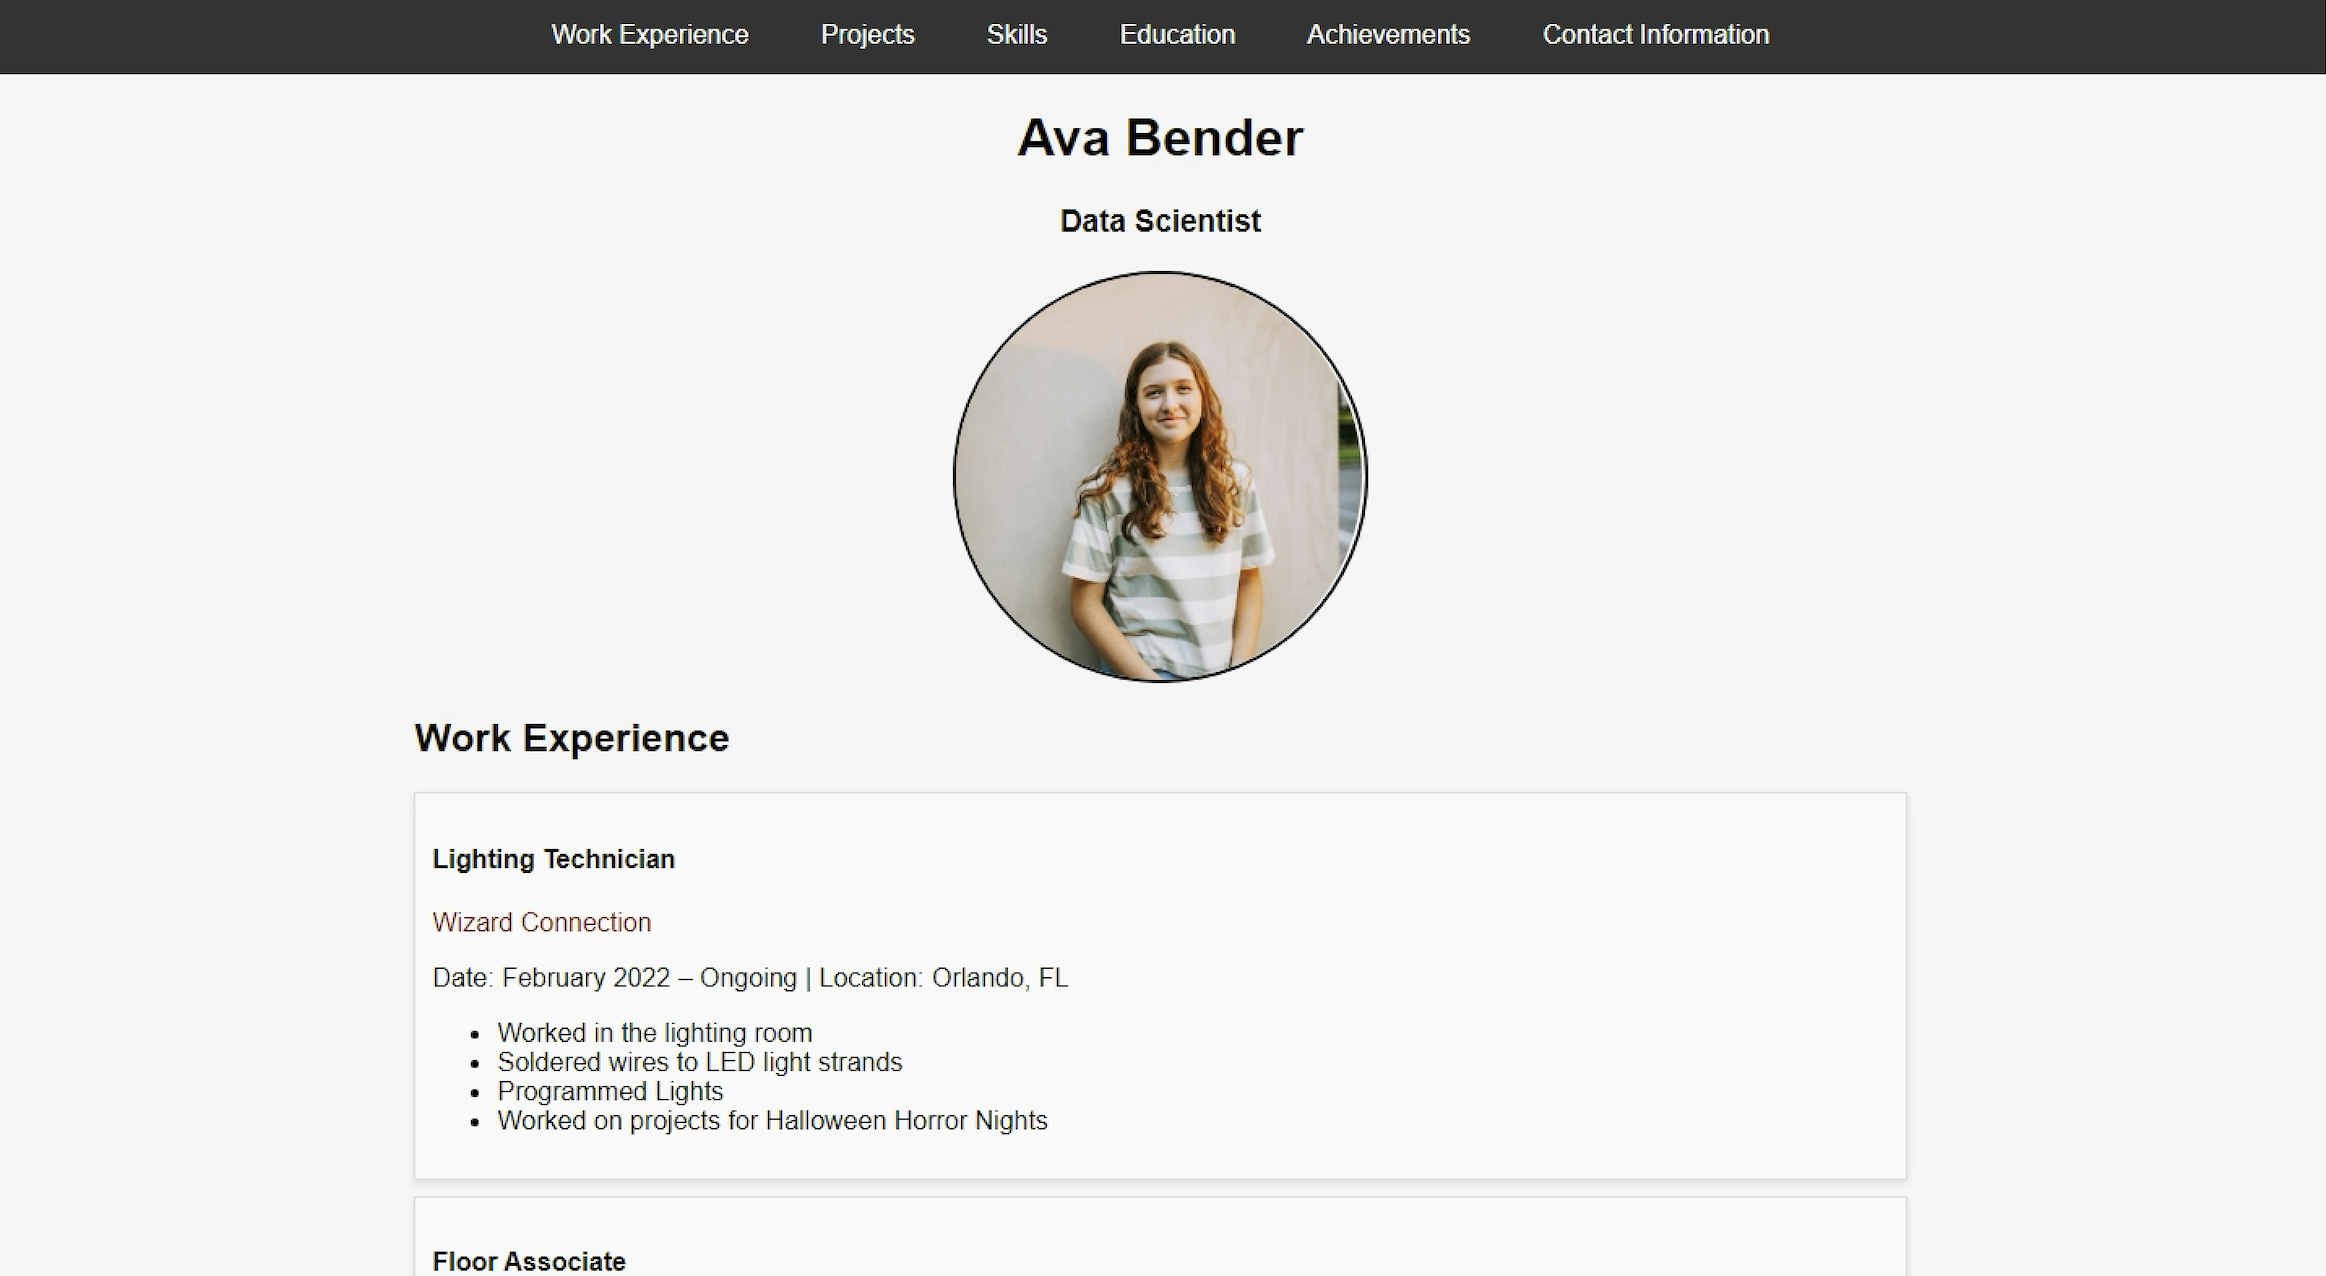 Work Experience Projects Skills Education Achievements Contact Information
Ava Bender
Data Scientist
Work Experience
Lighting Technician
Wizard Connection
Date: February 2022 – Ongoing | Location: Orlando, FL
• Worked in the lighting room
• Soldered wires to LED light strands
• Programmed Lights
• Worked on projects for Halloween Horror Nights
Floor Associate